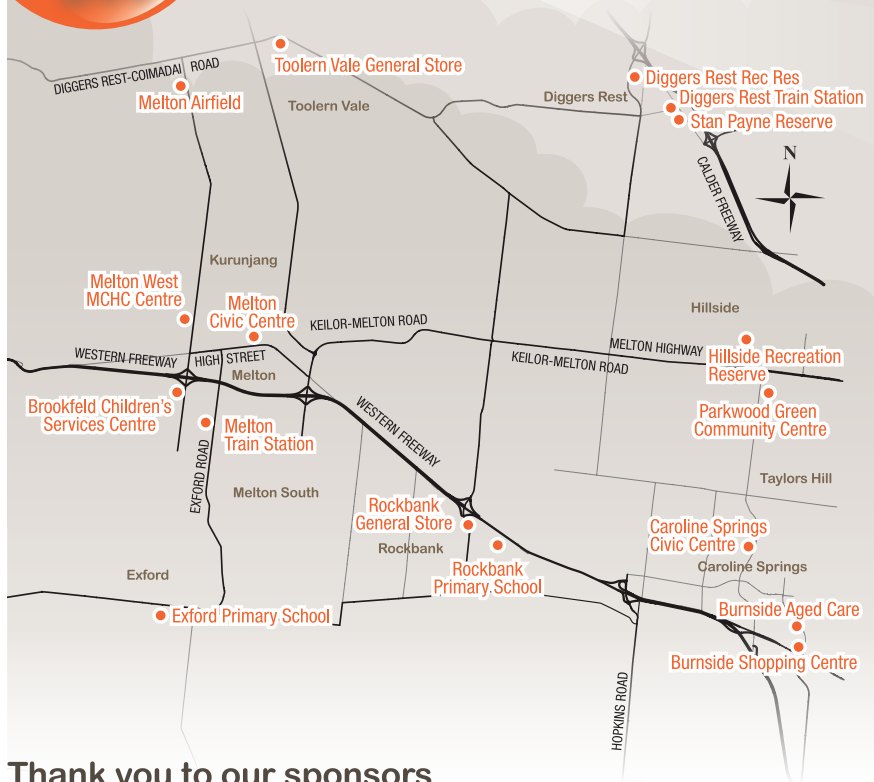 DIGGERS REST-COIMADAI ROAD
Toolern Vale General Store
Melton Airfield
Toolern Vale
Diggers Rest
Diggers Rest Rec Res
Diggers Rest Train Station
Stan Payne Reserve
N
CALDER FREEWAY
Kurunjang
Melton West
MCHC Centre
Melton
Civic Centre
KEILOR-MELTON ROAD
Hillside
MELTON HIGHWAY
KEILOR-MELTON ROAD
Hillside Recreation
Reserve
WESTERN FREEWAY
HIGH STREET
Melton
Brookfeld Children's
Services Centre
Melton
Train Station
EXFORD ROAD
WESTERN FREEWAY
Parkwood Green
Community Centre
Taylors Hill
Melton South
Rockbank
General Store
Rockbank
Rockbank
Primary School
Caroline Springs
Civic Centre
Caroline Springs
Exford
Exford Primary School
Burnside Aged Care
Burnside Shopping Centre
HOPKINS ROAD
Thank you to our sponsors